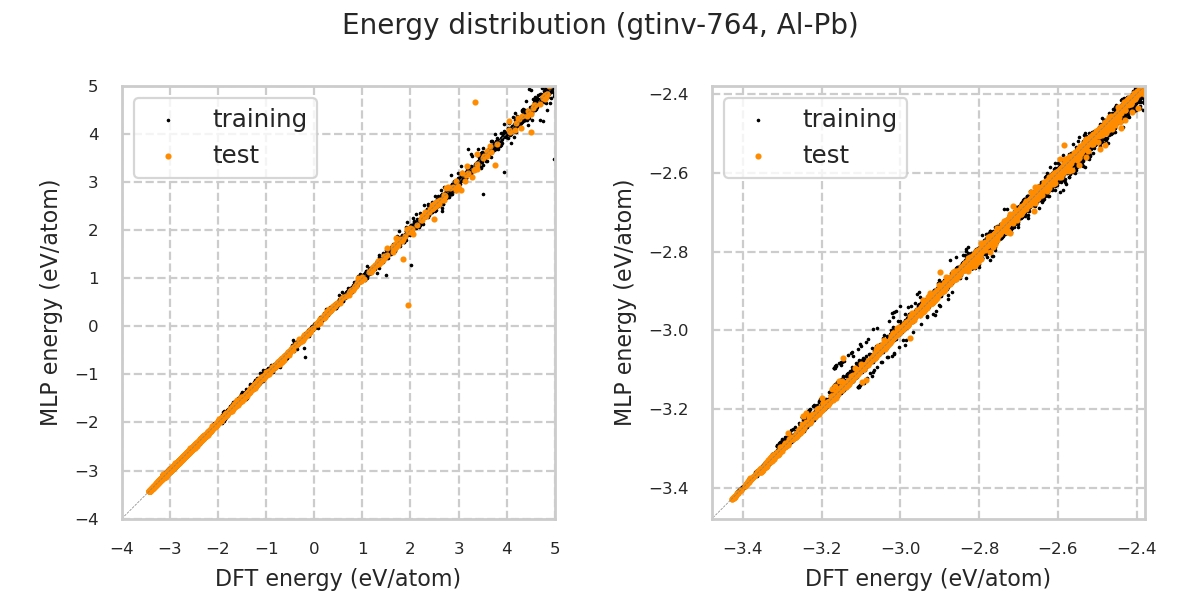 Energy distribution (gtinv-764, Al-Pb)
MLP energy (eV/atom)
5
4
3
2
1
0
−1
−2
−3
−4
training
test
−4 −3 −2 −1 0 1 2 3 4 5
DFT energy (eV/atom)
MLP energy (eV/atom)
−2.4
−2.6
−2.8
−3.0
−3.2
−3.4
training
test
−3.4 −3.2 −3.0 −2.8 −2.6 −2.4
DFT energy (eV/atom)